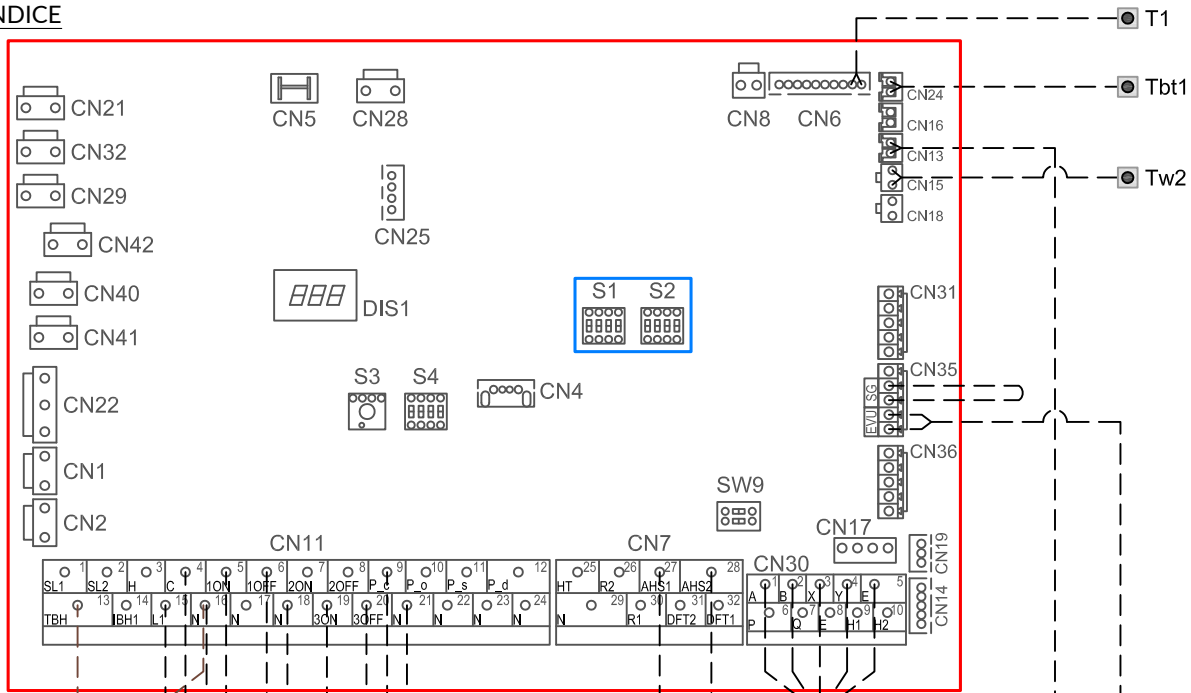 NDICE
T1
CN21
CN5
CN28
CN8
CN6
CN24
Tbt1
CN32
CN16
CN13
CN29
CN15
Tw2
CN18
CN25
CN42
CN40
DIS1
S1 S2
CN31
CN41
S3 S4
CN4
CN35
SG
EVU
CN22
CN36
CN1
SW9
CN2
CN17
CN11
CN7
CN30
CN19
1 2 3 4 5 6 7 8 9 10 11 12
SL1 SL2 H C 1ON 1OFF 2ON 2OFF P_c P_o P_s P_d
13 14 15 16 17 18 19 20 21 22 23 24
TBH IBH1 L1 N N N 3ON 3OFF N N N N
25 26 27 28
HT R2 AHS1 AHS2
29 30 31 32
N R1 DFT2 DFT1
1 2 3 4 5
A B X Y E
6 7 8 9 10
P Q E H1 H2
CN14